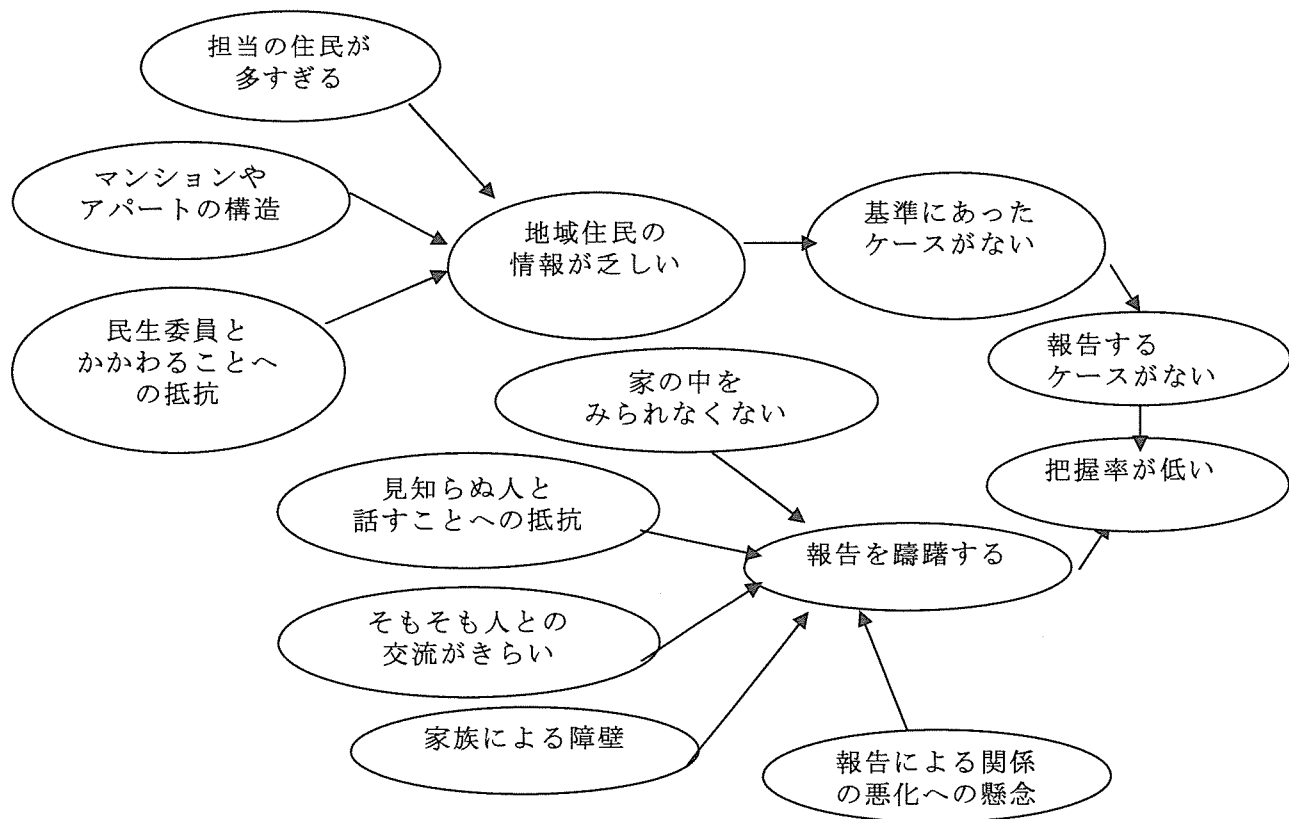 担当の住民が
多すぎる
マンションや
アパートの構造
民生委員と
かかわることへ
の抵抗
地域住民の
情報が乏しい
基準にあった
ケースがない
報告する
ケースがない
把握率が低い
家の中を
みられなくない
見知らぬ人と
話すことへの抵抗
そもそも人との
交流がきらい
家族による障壁
報告を躊躇する
報告による関係
の悪化への懸念